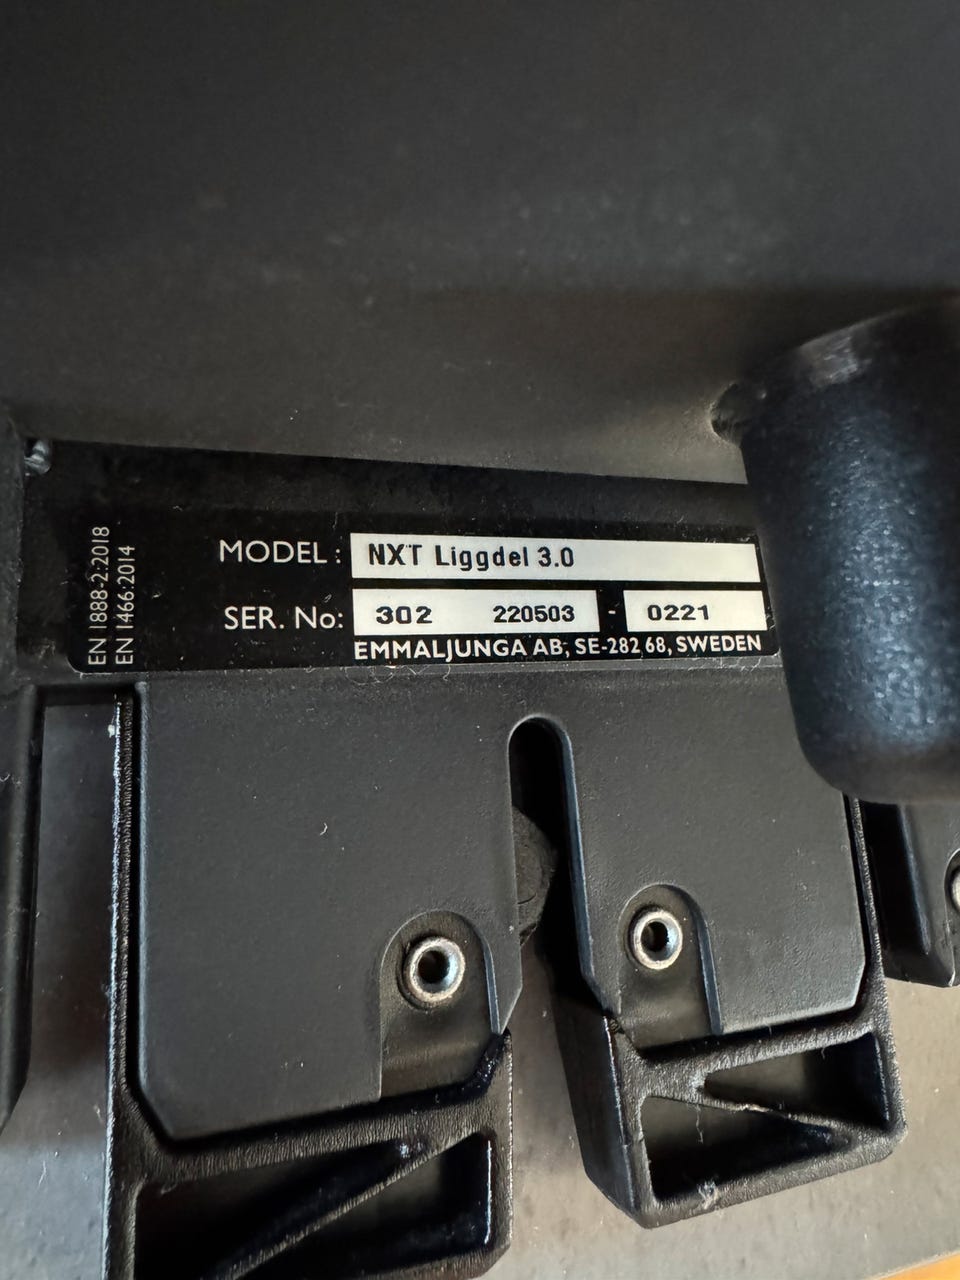 EN 1888-2:2018
EN 1466:2014
MODEL : NXT Liggdel 3.0
SER. No: 302 220503 - 0221
EMMALJUNGA AB, SE-282 68, SWEDEN